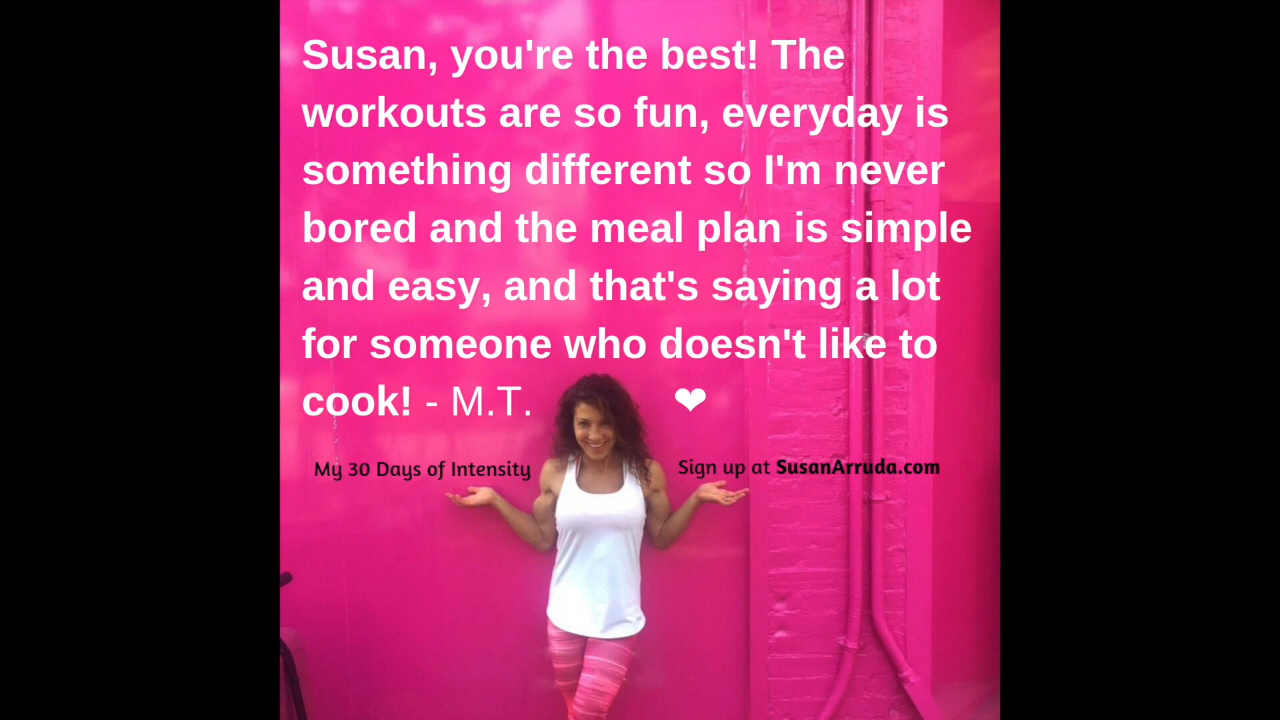 Susan, you're the best! The
workouts are so fun, everyday is
something different so I'm never
bored and the meal plan is simple
and easy, and that's saying a lot
for someone who doesn't like to
cook! - M.T. ❤
My 30 Days of Intensity
Sign up at SusanArruda.com